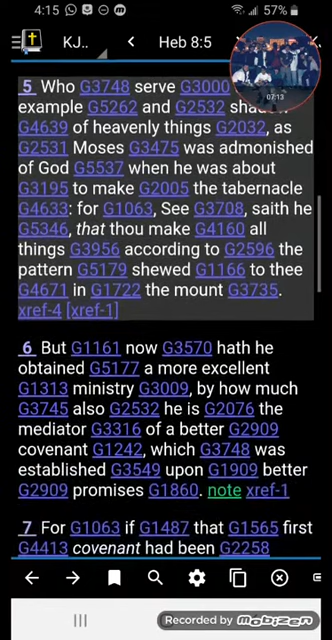 4:15 57%
KJ.. Heb 8:5
5 Who G3748 serve G3000
example G5262 and G2532
G4639 of heavenly things G2032, as
G2531 Moses G3475 was admonished
of God G5537 when he was about
G3195 to make G2005 the tabernacle
G4633: for G1063, See G3708, saith he
G5346, that thou make G4160 all
things G3956 according to G2596 the
pattern G5179 shewed G1166 to thee
G4671 in G1722 the mount G3735.
xref-4 [xref-1]
07:13
6 But G1161 now G3570 hath he
obtained G5177 a more excellent
G1313 ministry G3009, by how much
G3745 also G2532 he is G2076 the
mediator G3316 of a better G2909
covenant G1242, which G3748 was
established G3549 upon G1909 better
G2909 promises G1860. note xref-1
7 For G1063 if G1487 that G1565 first
G4413 covenant had been G2258
Recorded by mobizen